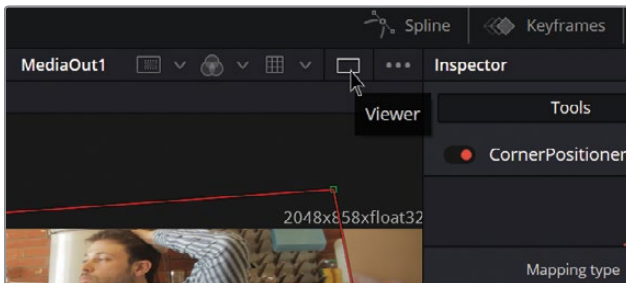 Spline Keyframes
MediaOut1 Inspector
Viewer Tools
CornerPositioner
2048x858xfloat32
Mapping type